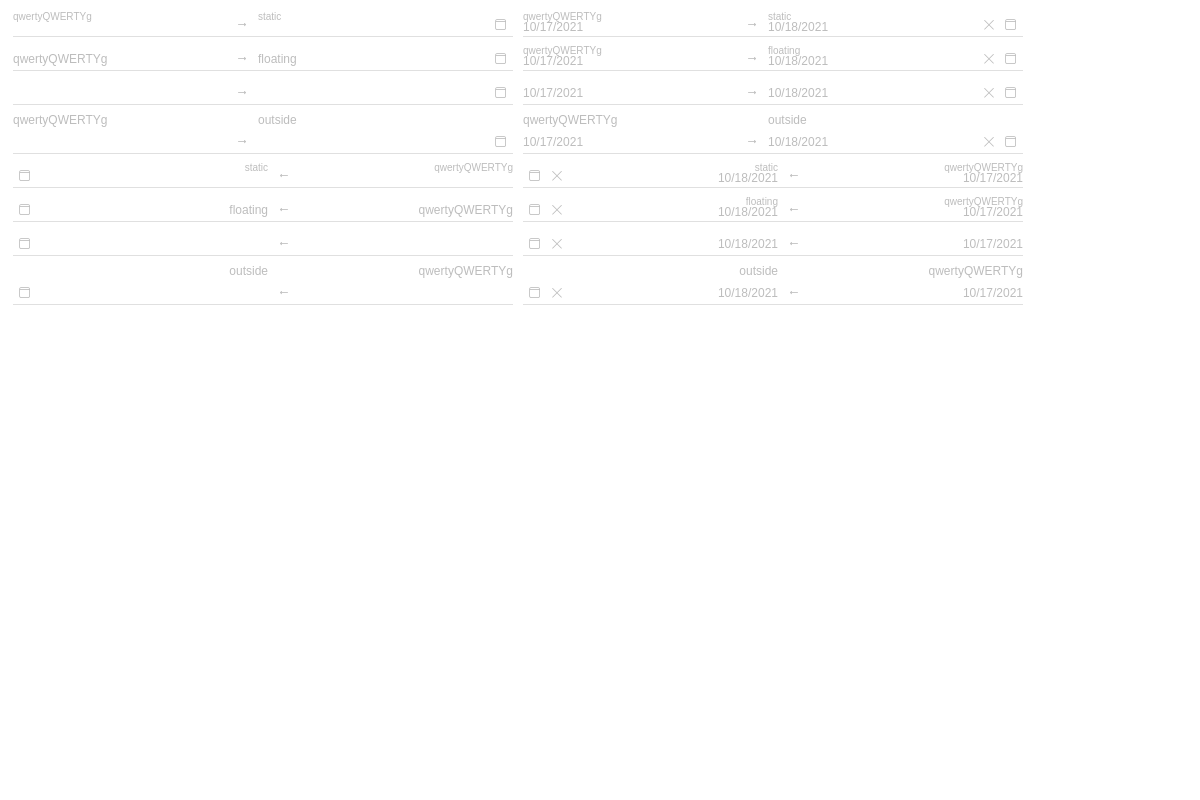 qwertyQWERTYg → static
qwertyQWERTYg static
10/17/2021 → 10/18/2021
qwertyQWERTYg → floating
qwertyQWERTYg floating
10/17/2021 → 10/18/2021
→
10/17/2021 → 10/18/2021
qwertyQWERTYg outside
→
qwertyQWERTYg outside
10/17/2021 → 10/18/2021
static ← qwertyQWERTYg
static qwertyQWERTYg
10/18/2021 ← 10/17/2021
floating ← qwertyQWERTYg
floating qwertyQWERTYg
10/18/2021 ← 10/17/2021
←
10/18/2021 ← 10/17/2021
outside qwertyQWERTYg
←
outside qwertyQWERTYg
10/18/2021 ← 10/17/2021